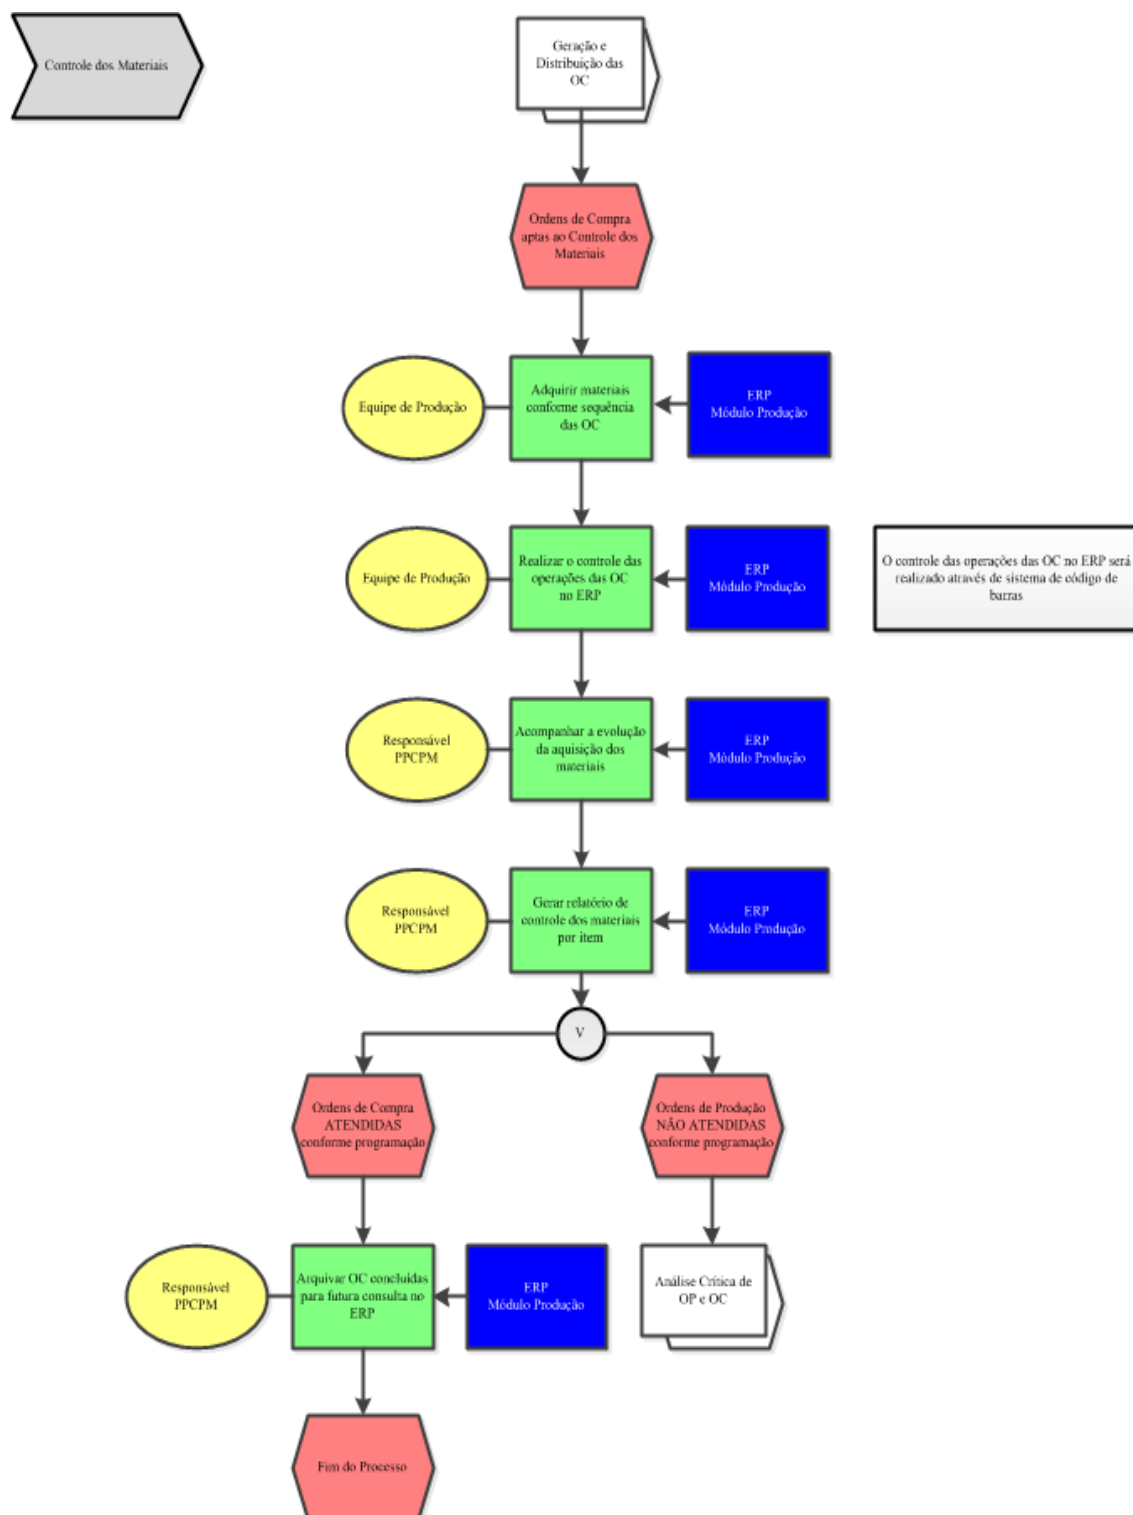 Controle dos Materiais
Geração e
Distribuição das
OC
Ordens de Compra
aptas ao Controle dos
Materiais
Equipe de Produção
Adquirir materiais
conforme sequência
das OC
ERP
Módulo Produção
Equipe de Produção
Realizar o controle das
operações das OC
no ERP
ERP
Módulo Produção
O controle das operações das OC no ERP será
realizado através de sistema de código de
barras
Responsável
PPCPM
Acompanhar a evolução
da aquisição dos
materiais
ERP
Módulo Produção
Responsável
PPCPM
Gerar relatório de
controle dos materiais
por item
ERP
Módulo Produção
V
Ordens de Compra
ATENDIDAS
conforme programação
Ordens de Produção
NÃO ATENDIDAS
conforme programação
Responsável
PPCPM
Arquivar OC concluídas
para futura consulta no
ERP
ERP
Módulo Produção
Análise Crítica de
OP e OC
Fim do Processo